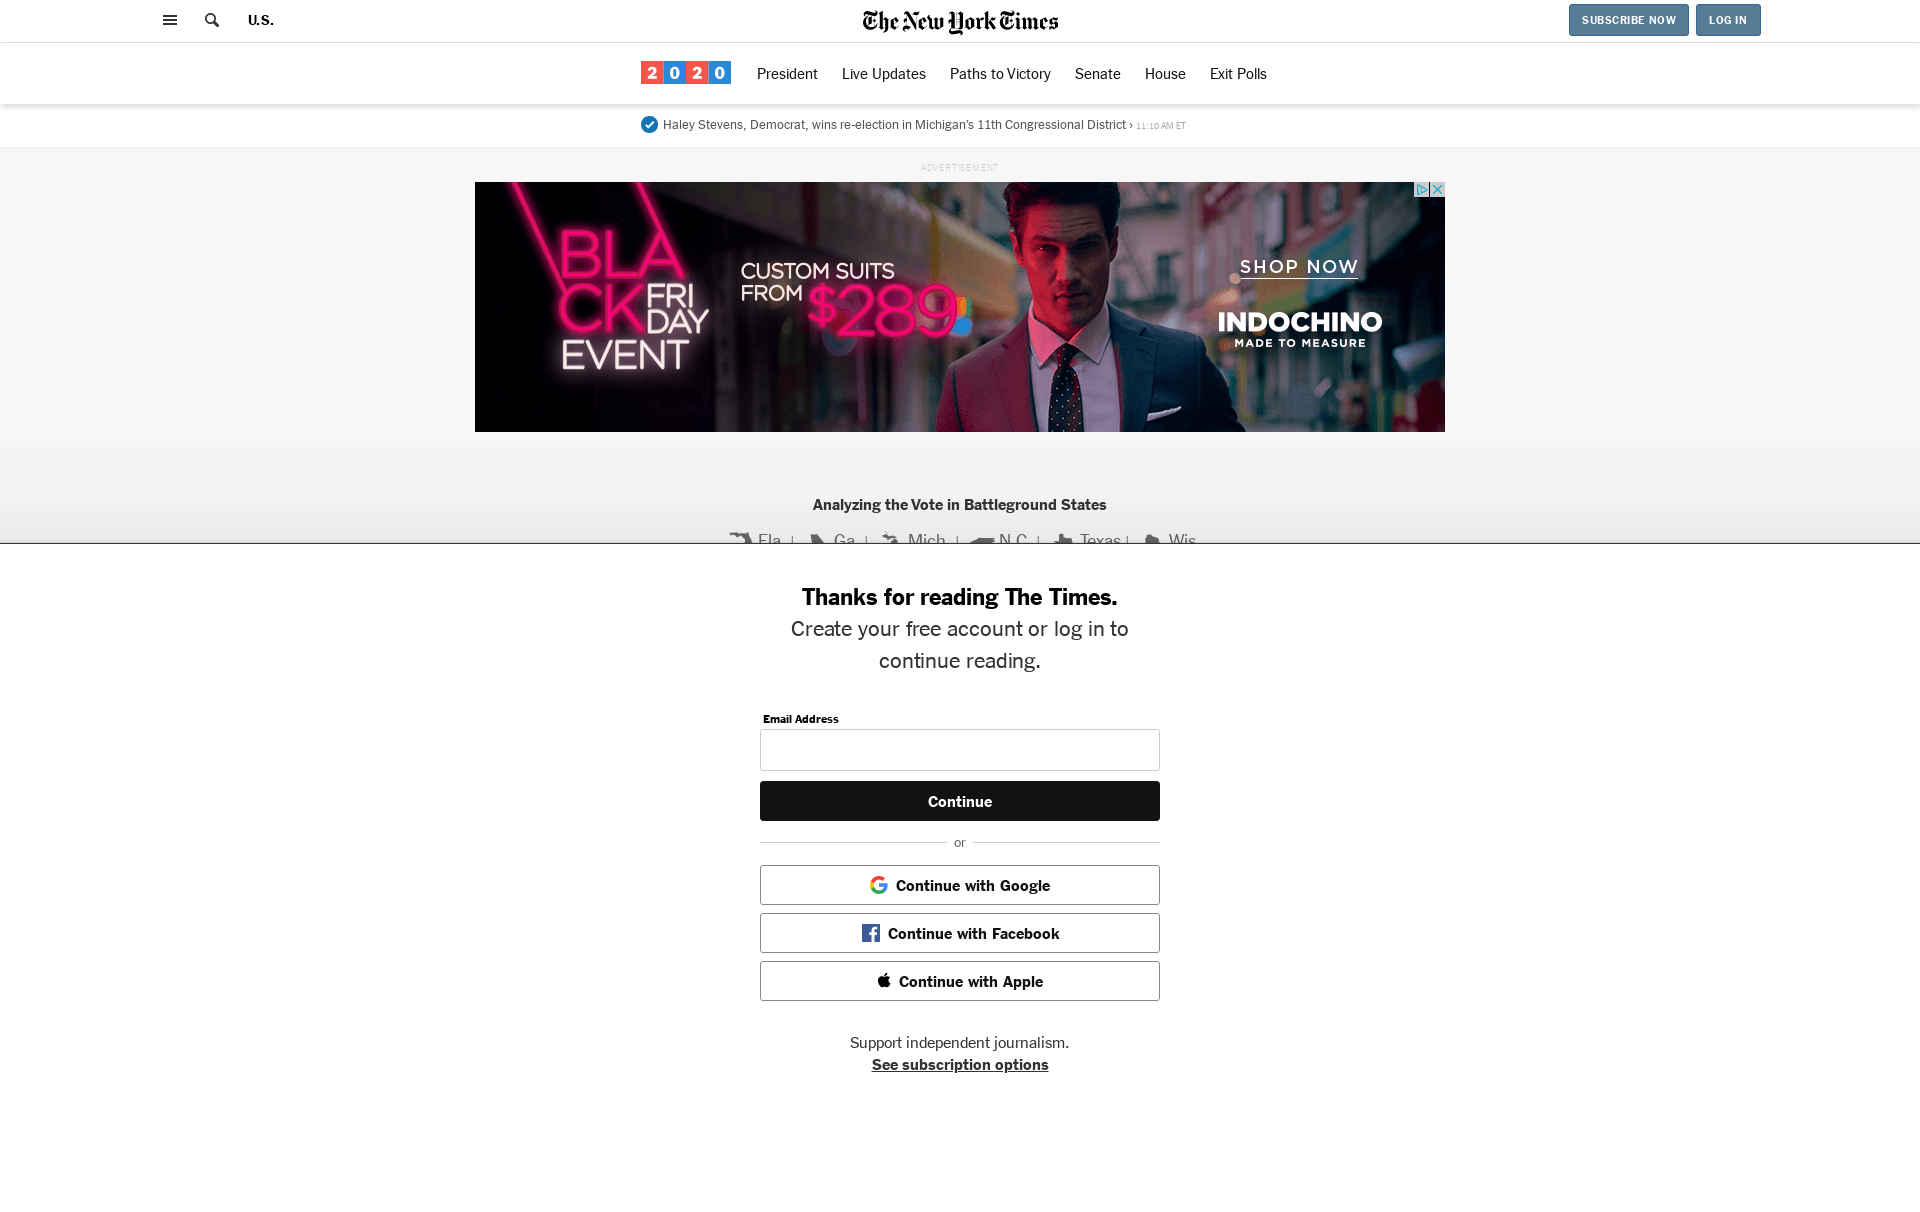 U.S.
The New York Times
SUBSCRIBE NOW
LOG IN
2020
President
Live Updates
Paths to Victory
Senate
House
Exit Polls
Haley Stevens, Democrat, wins re-election in Michigan's 11th Congressional District › 11:10 AM ET
ADVERTISEMENT
BLA
CK FRI
DAY
EVENT
CUSTOM SUITS
FROM $289
SHOP NOW
INDOCHINO
MADE TO MEASURE
Analyzing the Vote in Battleground States
Fla. | Ga. | Mich. | N.C. | Texas | Wis.
Thanks for reading The Times.
Create your free account or log in to
continue reading.
Email Address
Continue
or
Continue with Google
Continue with Facebook
Continue with Apple
Support independent journalism.
See subscription options